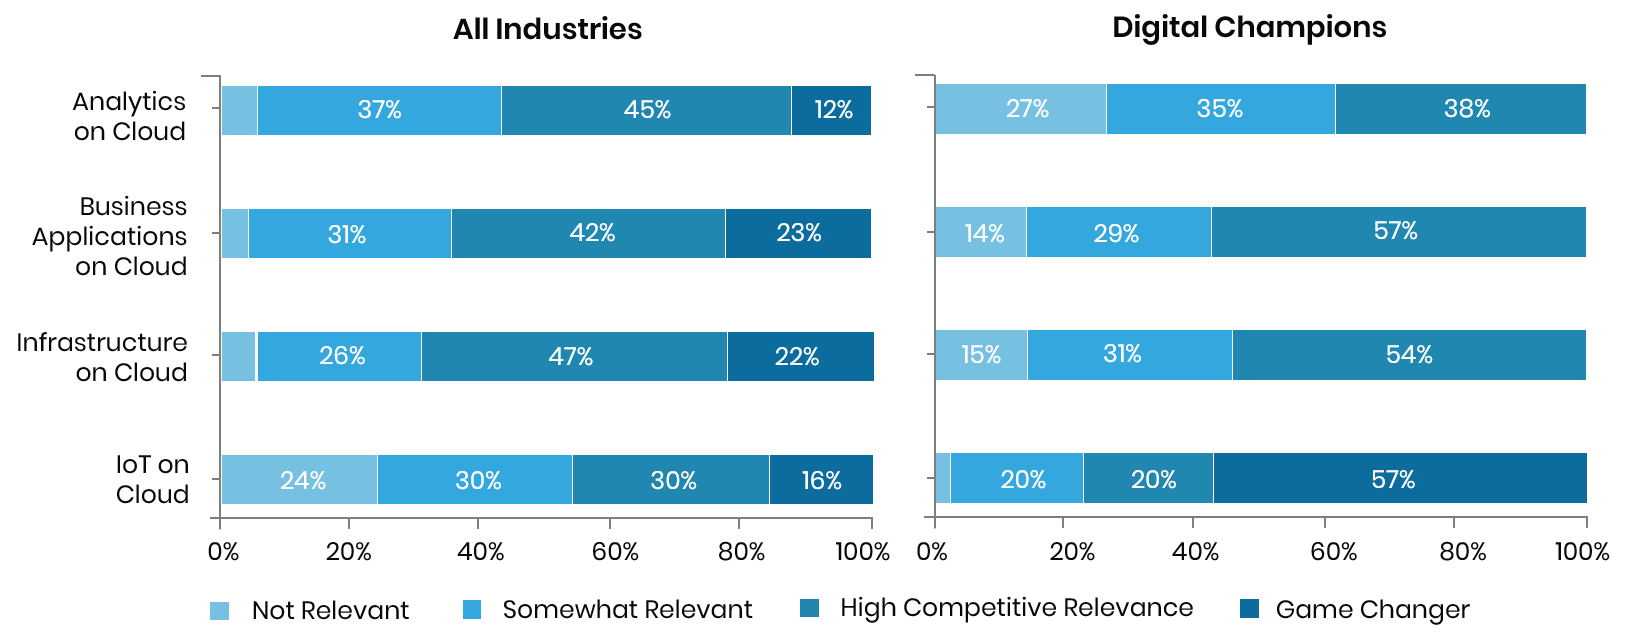 All Industries
Digital Champions
Analytics
on Cloud
37% 45% 12%
27% 35% 38%
Business
Applications
on Cloud
31% 42% 23%
14% 29% 57%
Infrastructure
on Cloud
26% 47% 22%
15% 31% 54%
IoT on
Cloud
24% 30% 30% 16%
20% 20% 57%
0% 20% 40% 60% 80% 100%
0% 20% 40% 60% 80% 100%
Not Relevant Somewhat Relevant High Competitive Relevance Game Changer